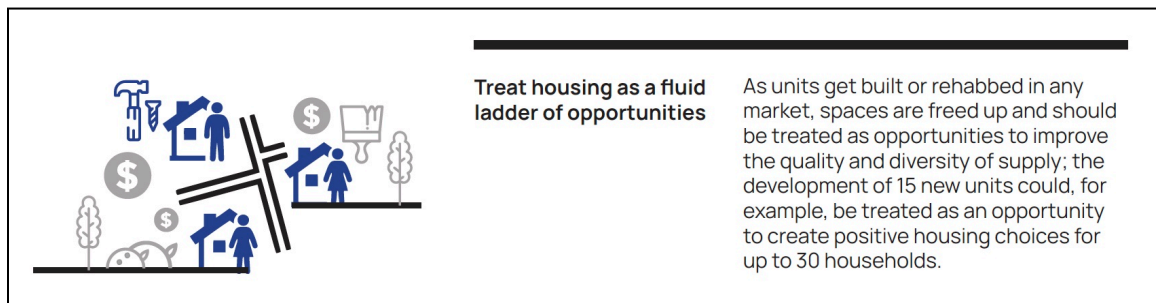 $
$
$
Treat housing as a fluid
ladder of opportunities
As units get built or rehabbed in any
market, spaces are freed up and should
be treated as opportunities to improve
the quality and diversity of supply; the
development of 15 new units could, for
example, be treated as an opportunity
to create positive housing choices for
up to 30 households.